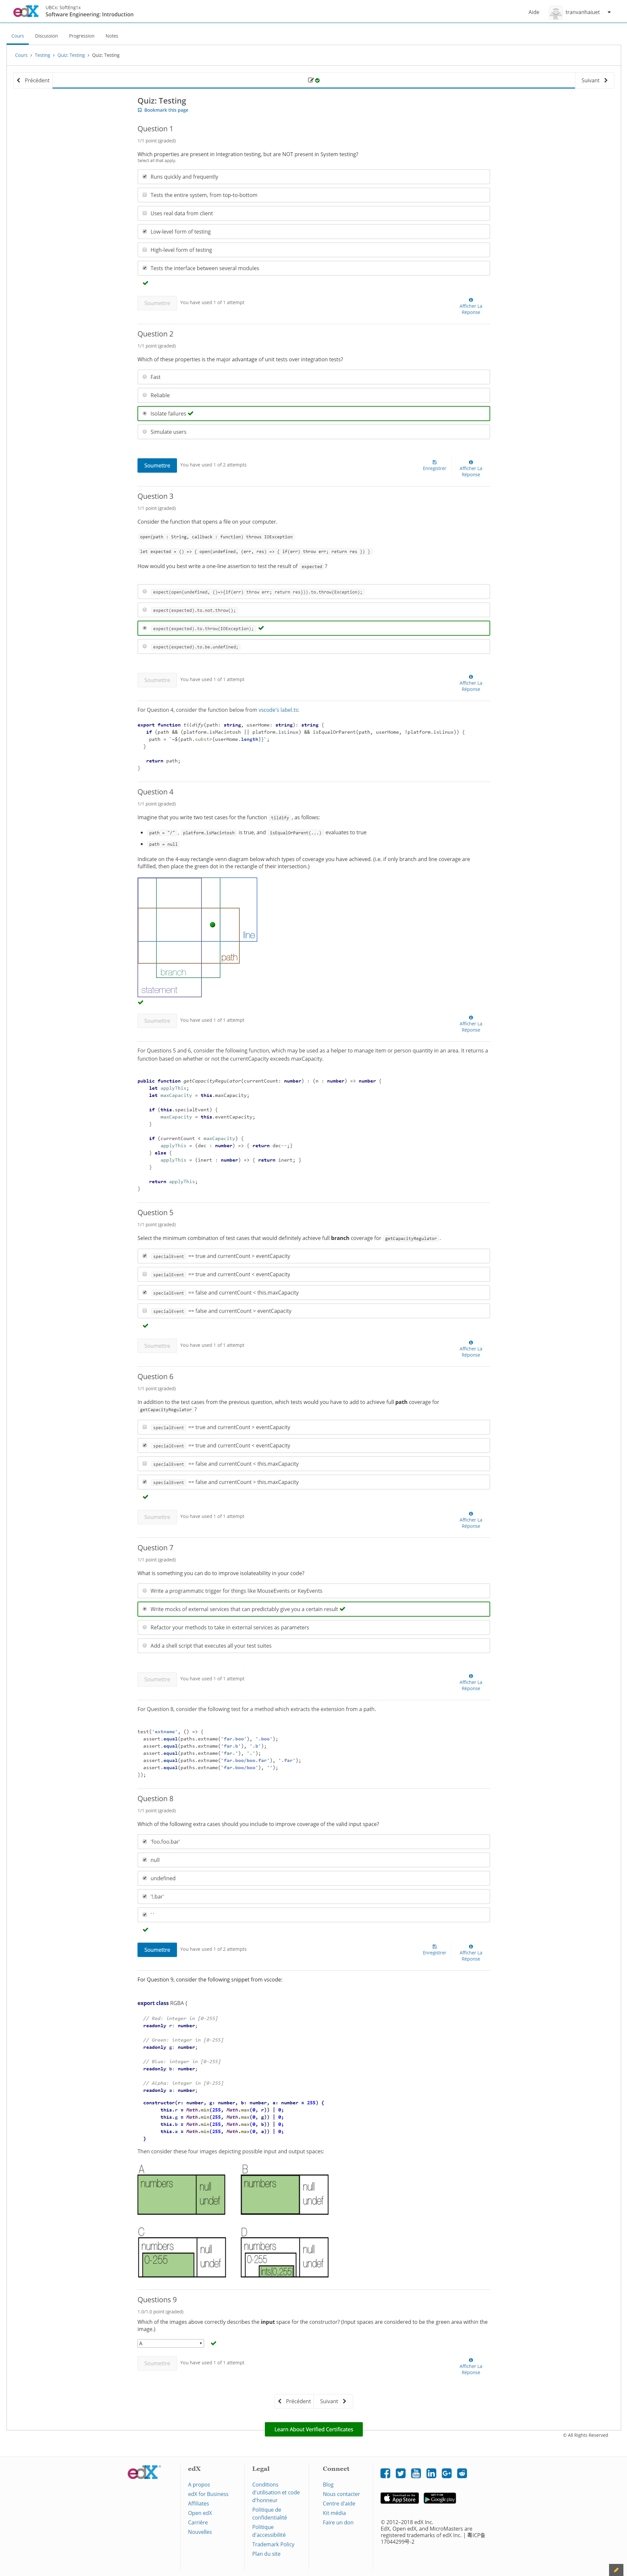 edX
UBCx: SoftEng1x
Software Engineering: Introduction
Aide
tranvanhaiuet
Cours Discussion Progression Notes
Cours > Testing > Quiz: Testing > Quiz: Testing
Précédent
Suivant
Quiz: Testing
Bookmark this page
Question 1
1/1 point (graded)
Which properties are present in Integration testing, but are NOT present in System testing?
Select all that apply.
Runs quickly and frequently
Tests the entire system, from top-to-bottom
Uses real data from client
Low-level form of testing
High-level form of testing
Tests the interface between several modules
Soumettre
You have used 1 of 1 attempt
Afficher La
Réponse
Question 2
1/1 point (graded)
Which of these properties is the major advantage of unit tests over integration tests?
Fast
Reliable
Isolate failures
Simulate users
Soumettre
You have used 1 of 2 attempts
Enregistrer
Afficher La
Réponse
Question 3
1/1 point (graded)
Consider the function that opens a file on your computer.
open(path : String, callback : function) throws IOException
let expected = () => { open(undefined, (err, res) => { if(err) throw err; return res }) }
How would you best write a one-line assertion to test the result of expected ?
expect(open(undefined, ()=>{if(err) throw err; return res})).to.throw(Exception);
expect(expected).to.not.throw();
expect(expected).to.throw(IOException);
expect(expected).to.be.undefined;
Soumettre
You have used 1 of 1 attempt
Afficher La
Réponse
For Question 4, consider the function below from vscode's label.ts:
export function tildify(path: string, userHome: string): string {
if (path && (platform.isMacintosh || platform.isLinux) && isEqualOrParent(path, userHome, !platform.isLinux)) {
path = `~${path.substr(userHome.length)}`;
}
return path;
}
Question 4
1/1 point (graded)
Imagine that you write two test cases for the function tildify , as follows:
path = "/" , platform.isMacintosh is true, and isEqualOrParent(...) evaluates to true
path = null
Indicate on the 4-way rectangle venn diagram below which types of coverage you have achieved. (i.e. if only branch and line coverage are
fulfilled, then place the green dot in the rectangle of their intersection.)
line
path
branch
statement
Soumettre
You have used 1 of 1 attempt
Afficher La
Réponse
For Questions 5 and 6, consider the following function, which may be used as a helper to manage item or person quantity in an area. It returns a
function based on whether or not the currentCapacity exceeds maxCapacity.
public function getCapacityRegulator(currentCount: number) : (n : number) => number {
let applyThis;
let maxCapacity = this.maxCapacity;
if (this.specialEvent) {
maxCapacity = this.eventCapacity;
}
if (currentCount < maxCapacity) {
applyThis = (dec : number) => { return dec--;}
} else {
applyThis = (inert : number) => { return inert; }
}
return applyThis;
}
Question 5
1/1 point (graded)
Select the minimum combination of test cases that would definitely achieve full branch coverage for getCapacityRegulator .
specialEvent == true and currentCount > eventCapacity
specialEvent == true and currentCount < eventCapacity
specialEvent == false and currentCount < this.maxCapacity
specialEvent == false and currentCount > eventCapacity
Soumettre
You have used 1 of 1 attempt
Afficher La
Réponse
Question 6
1/1 point (graded)
In addition to the test cases from the previous question, which tests would you have to add to achieve full path coverage for
getCapacityRegulator ?
specialEvent == true and currentCount > eventCapacity
specialEvent == true and currentCount < eventCapacity
specialEvent == false and currentCount < this.maxCapacity
specialEvent == false and currentCount > this.maxCapacity
Soumettre
You have used 1 of 1 attempt
Afficher La
Réponse
Question 7
1/1 point (graded)
What is something you can do to improve isolateability in your code?
Write a programmatic trigger for things like MouseEvents or KeyEvents
Write mocks of external services that can predictably give you a certain result
Refactor your methods to take in external services as parameters
Add a shell script that executes all your test suites
Soumettre
You have used 1 of 1 attempt
Afficher La
Réponse
For Question 8, consider the following test for a method which extracts the extension from a path.
test('extname', () => {
assert.equal(paths.extname('far.boo'), '.boo');
assert.equal(paths.extname('far.b'), '.b');
assert.equal(paths.extname('far.'), '.');
assert.equal(paths.extname('far.boo/boo.far'), '.far');
assert.equal(paths.extname('far.boo/boo'), '');
});
Question 8
1/1 point (graded)
Which of the following extra cases should you include to improve coverage of the valid input space?
'foo.foo.bar'
null
undefined
'\.bar'
' '
Soumettre
You have used 1 of 2 attempts
Enregistrer
Afficher La
Réponse
For Question 9, consider the following snippet from vscode:
export class RGBA {
// Red: integer in [0-255]
readonly r: number;
// Green: integer in [0-255]
readonly g: number;
// Blue: integer in [0-255]
readonly b: number;
// Alpha: integer in [0-255]
readonly a: number;
constructor(r: number, g: number, b: number, a: number = 255) {
this.r = Math.min(255, Math.max(0, r)) | 0;
this.g = Math.min(255, Math.max(0, g)) | 0;
this.b = Math.min(255, Math.max(0, b)) | 0;
this.a = Math.min(255, Math.max(0, a)) | 0;
}
Then consider these four images depicting possible input and output spaces:
A
numbers
null
undef
B
numbers
null
undef
C
numbers
0-255
null
undef
D
numbers
0-255
ints[0,255]
null
undef
Questions 9
1.0/1.0 point (graded)
Which of the images above correctly describes the input space for the constructor? (Input spaces are considered to be the green area within the
image.)
A
Soumettre
You have used 1 of 1 attempt
Afficher La
Réponse
Précédent Suivant
Learn About Verified Certificates
© All Rights Reserved
edX
edX
A propos
edX for Business
Affiliates
Open edX
Carrière
Nouvelles
Legal
Conditions
d'utilisation et code
d'honneur
Politique de
confidentialité
Politique
d'accessibilité
Trademark Policy
Plan du site
Connect
Blog
Nous contacter
Centre d'aide
Kit média
Faire un don
Download on the
App Store
Google play
© 2012–2018 edX Inc.
EdX, Open edX, and MicroMasters are
registered trademarks of edX Inc. | 粤ICP备
17044299号-2